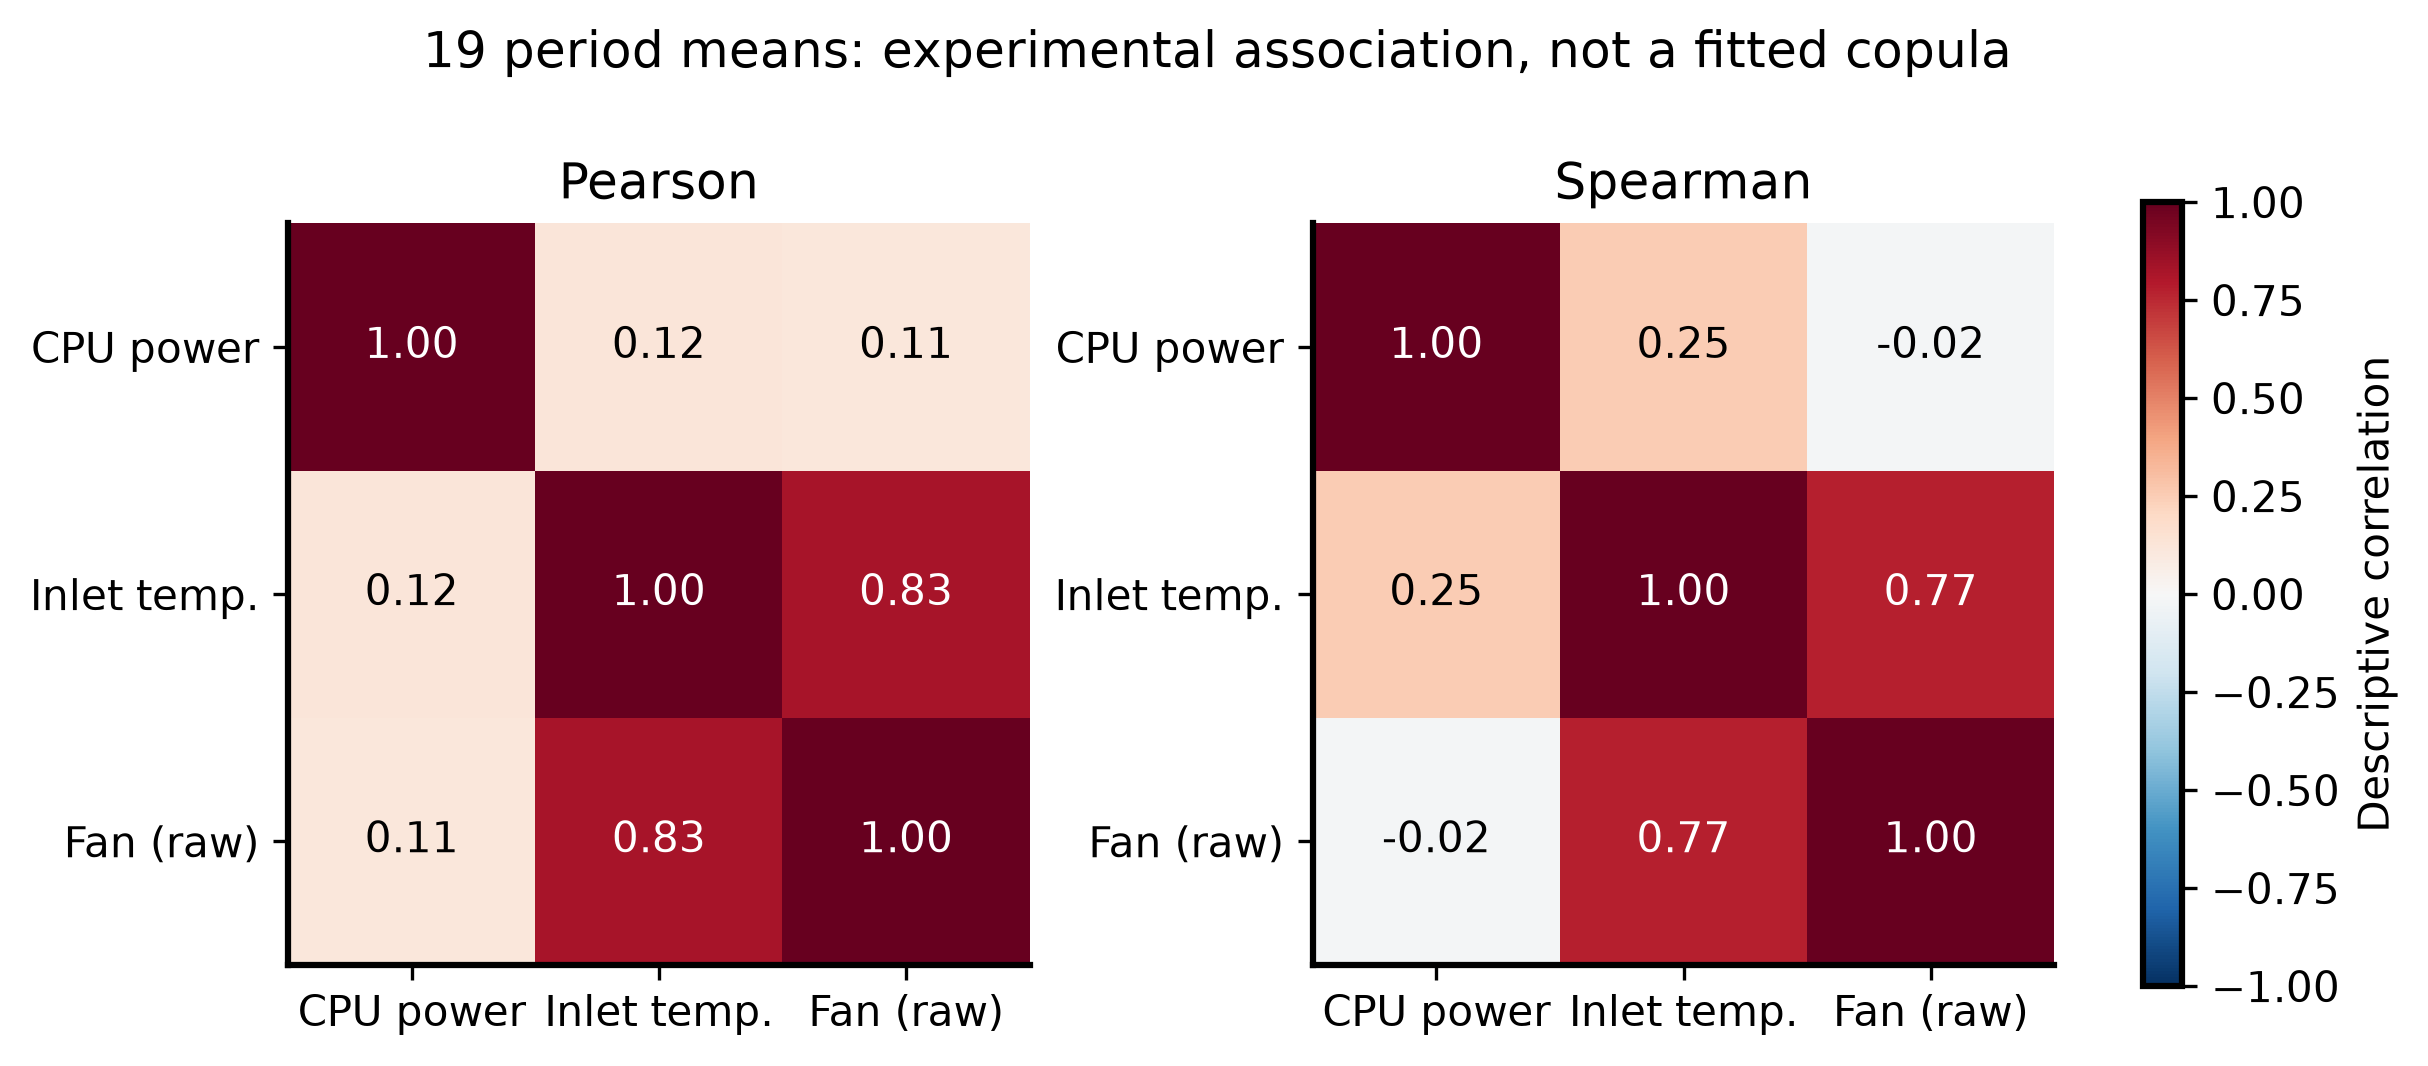 19 period means: experimental association, not a fitted copula
Pearson
CPU power 1.00 0.12 0.11
Inlet temp. 0.12 1.00 0.83
Fan (raw) 0.11 0.83 1.00
CPU power Inlet temp. Fan (raw)
Spearman
CPU power 1.00 0.25 -0.02
Inlet temp. 0.25 1.00 0.77
Fan (raw) -0.02 0.77 1.00
CPU power Inlet temp. Fan (raw)
1.00
0.75
0.50
0.25
0.00
−0.25
−0.50
−0.75
−1.00
Descriptive correlation